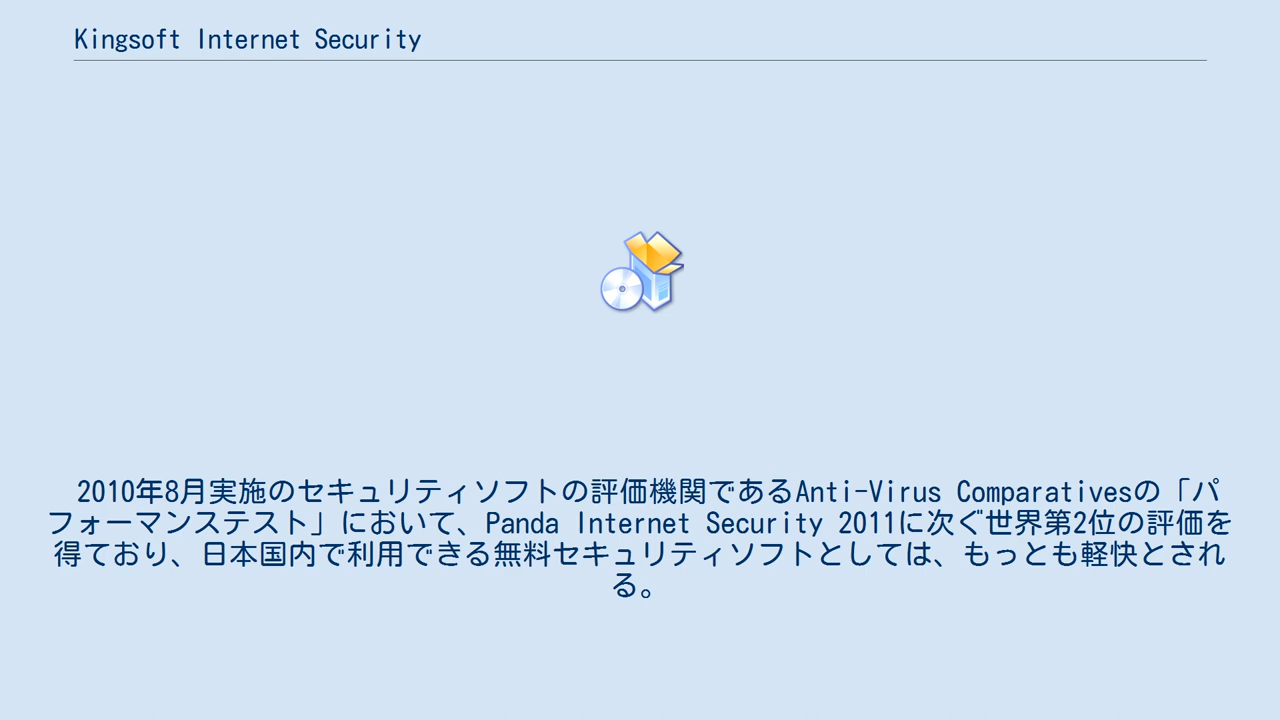 Kingsoft Internet Security
2010年8月実施のセキュリティソフトの評価機関であるAnti-Virus Comparativesの「パ
フォーマンステスト」において、Panda Internet Security 2011に次ぐ世界第2位の評価を
得ており、日本国内で利用できる無料セキュリティソフトとしては、もっとも軽快とされ
る。